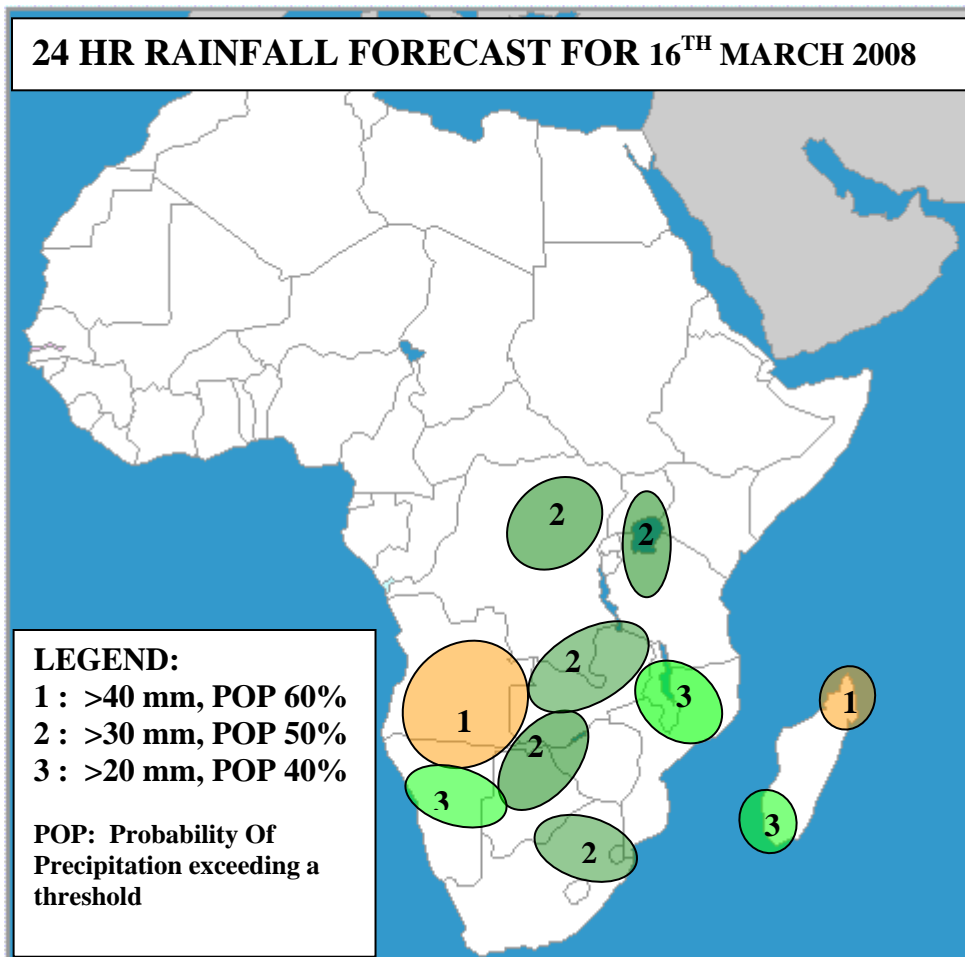 24 HR RAINFALL FORECAST FOR 16TH MARCH 2008
2
2
2
1
3
1
2
3
3
2
LEGEND:
1 : >40 mm, POP 60%
2 : >30 mm, POP 50%
3 : >20 mm, POP 40%
POP: Probability Of
Precipitation exceeding a
threshold